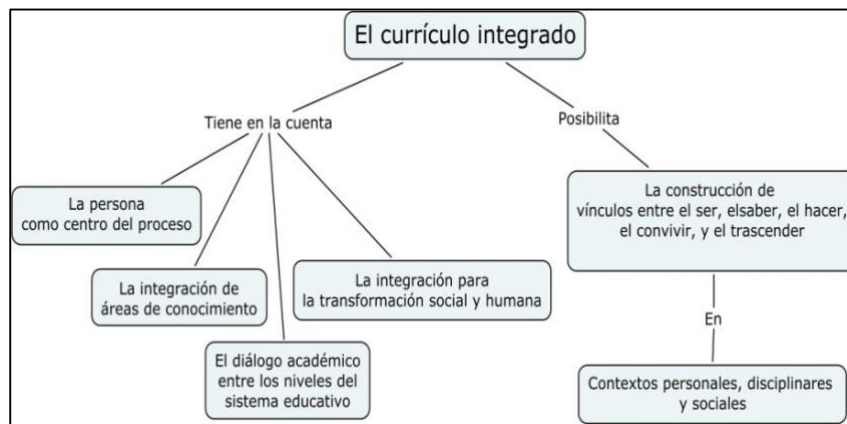 El currículo integrado
Tiene en la cuenta
Posibilita
La persona
como centro del proceso
La integración de
áreas de conocimiento
El diálogo académico
entre los niveles del
sistema educativo
La integración para
la transformación social y humana
La construcción de
vínculos entre el ser, elsaber, el hacer,
el convivir, y el trascender
En
Contextos personales, disciplinares
y sociales